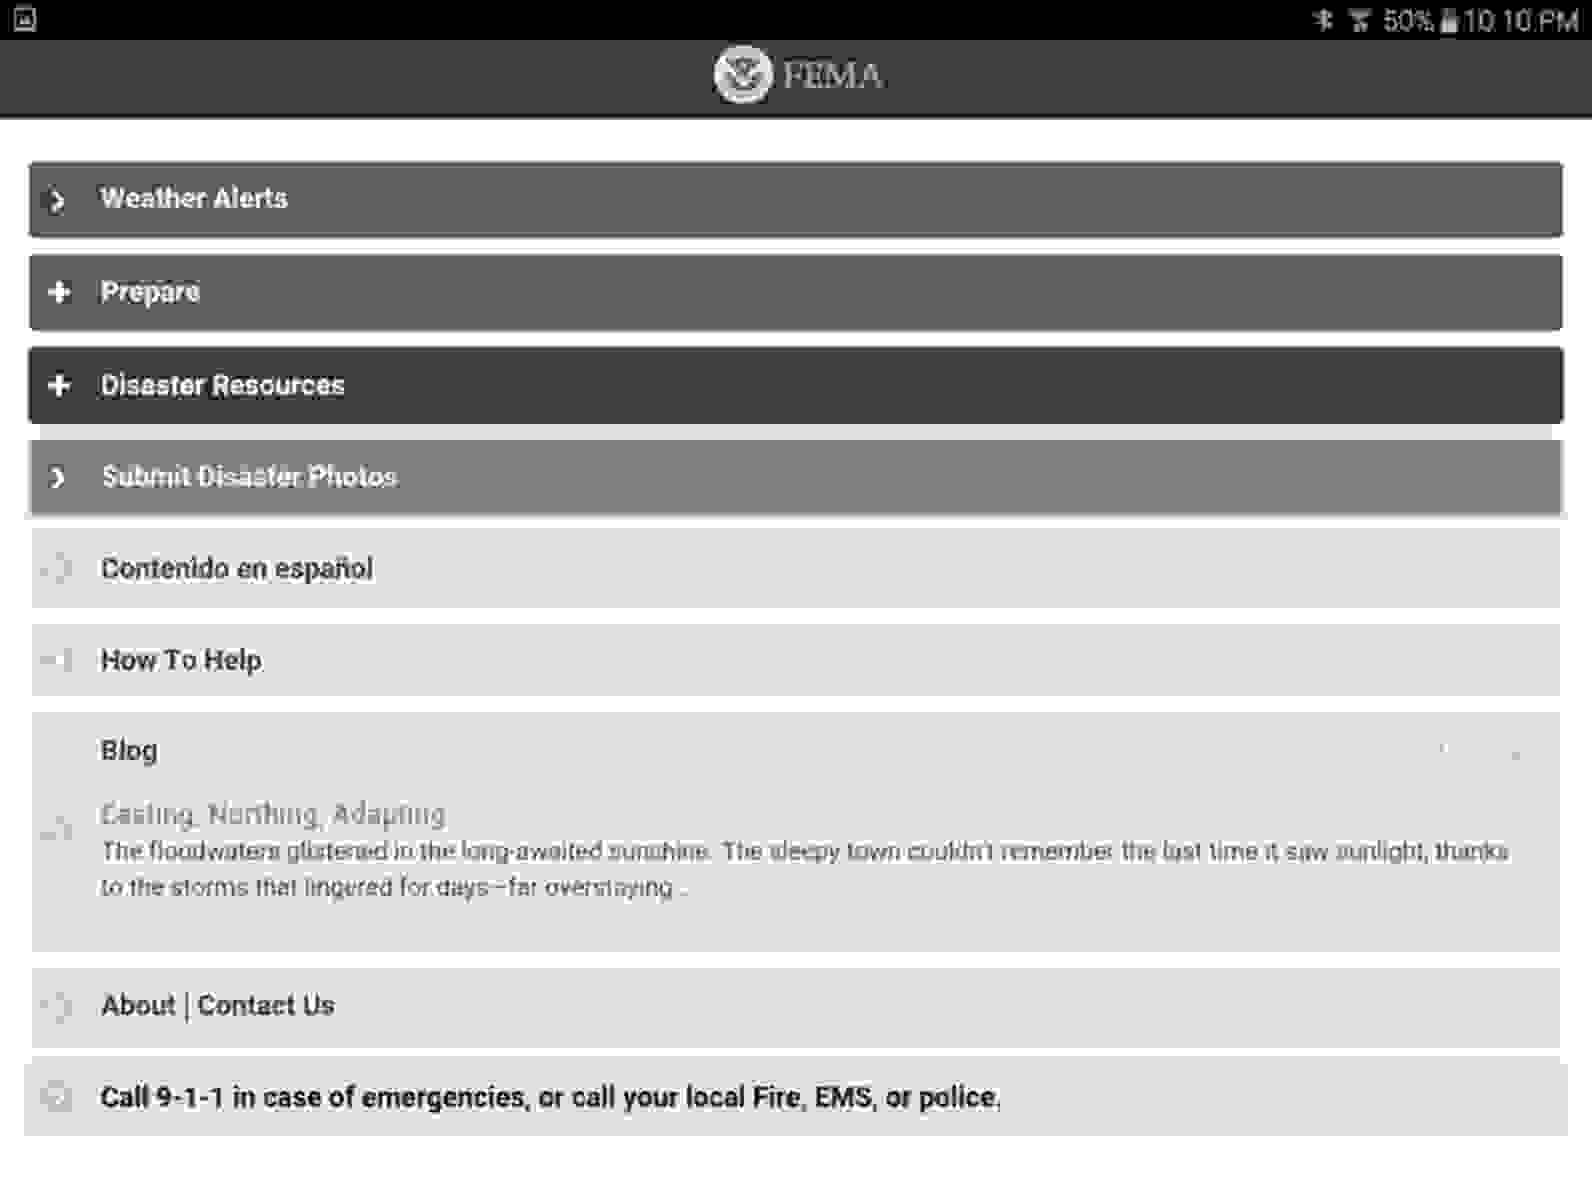 50% 10:10 PM
FEMA
Weather Alerts
Prepare
Disaster Resources
Submit Disaster Photos
Contenido en español
How To Help
Blog
Easting, Northing, Adapting
The floodwaters glistened in the long-awaited sunshine. The sleepy town couldn't remember the last time it saw sunlight, thanks
to the storms that lingered for days—far overstaying ..
About | Contact Us
Call 9-1-1 in case of emergencies, or call your local Fire, EMS, or police.